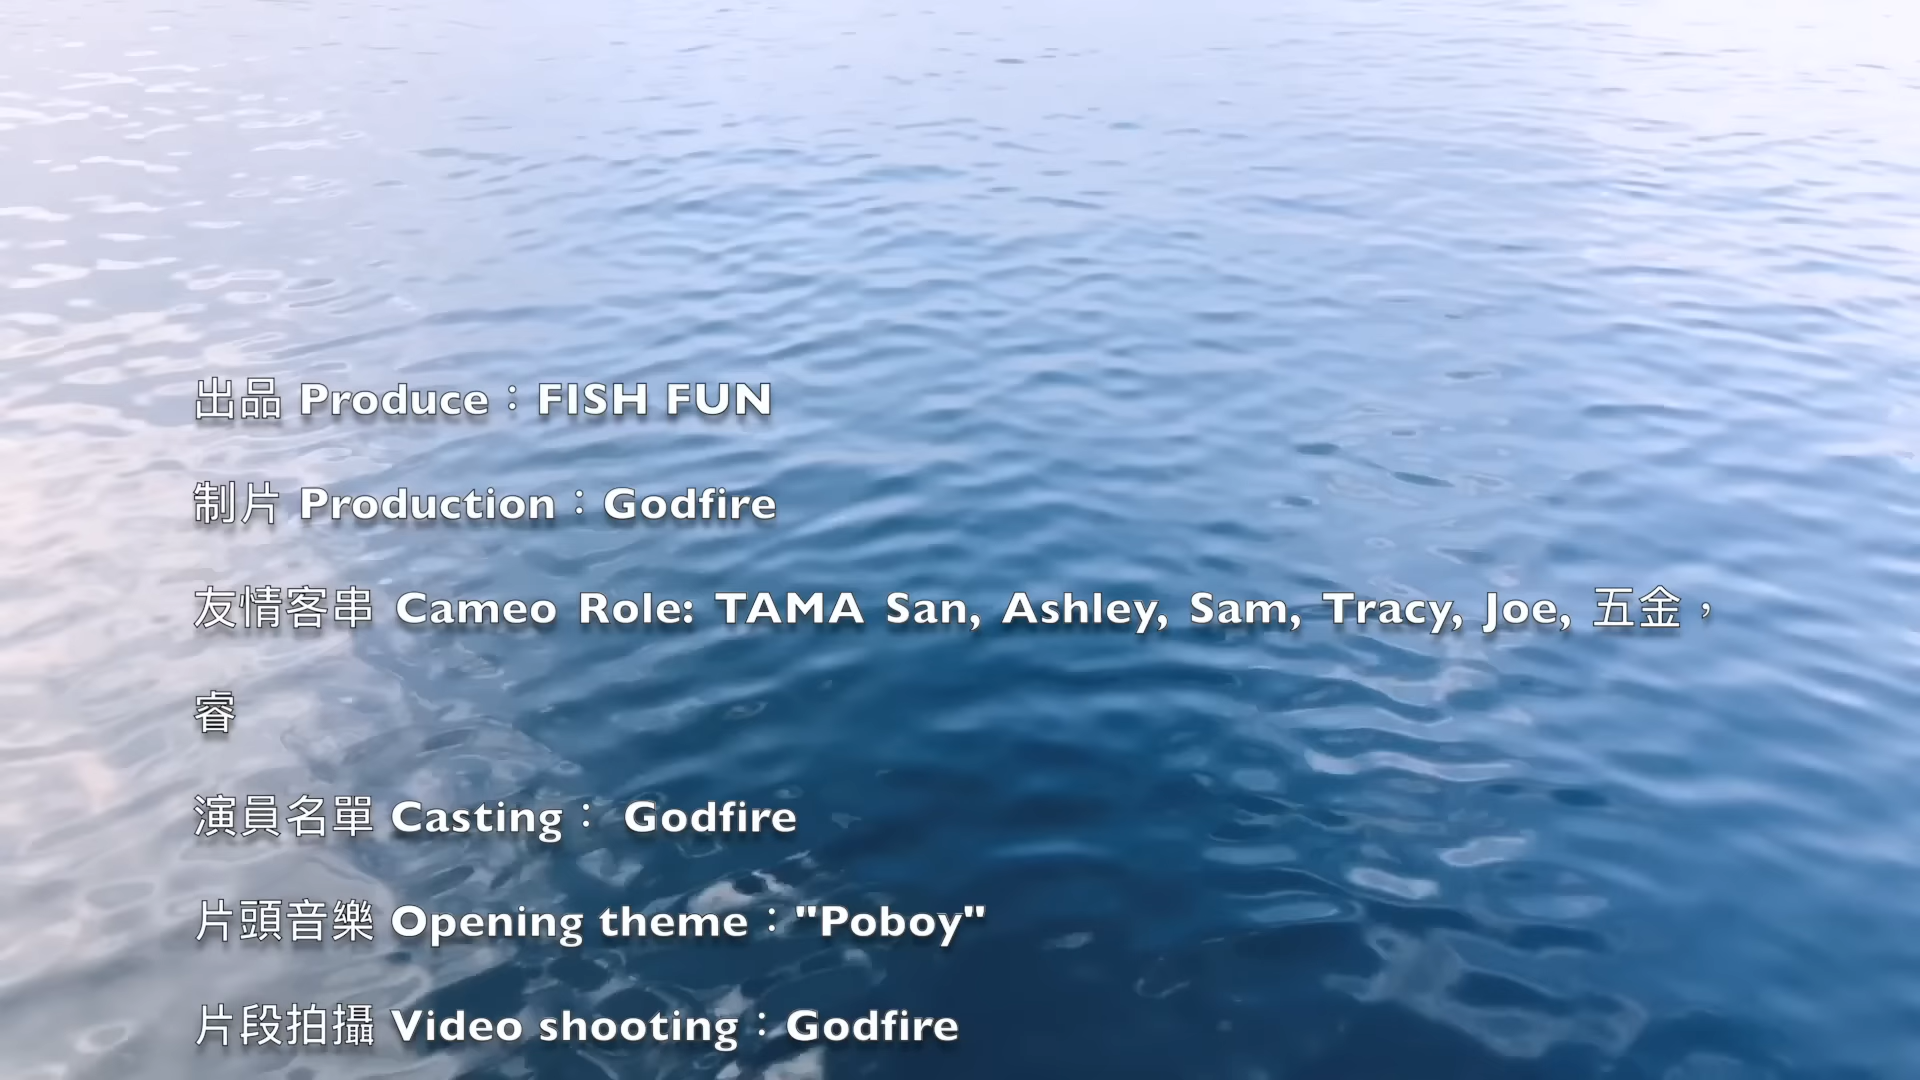 出品 Produce：FISH FUN
制片 Production：Godfire
友情客串 Cameo Role: TAMA San, Ashley, Sam, Tracy, Joe, 五金，
睿
演員名單 Casting： Godfire
片頭音樂 Opening theme："Poboy"
片段拍攝 Video shooting：Godfire